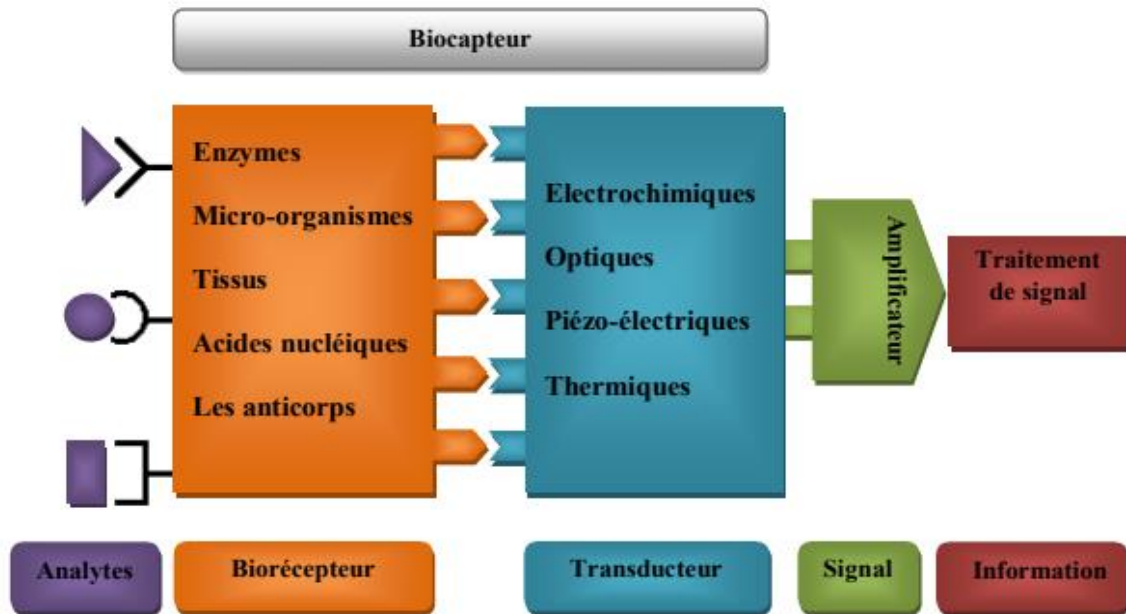 Biocapteur
Enzymes
Micro-organismes
Tissus
Acides nucléiques
Les anticorps
Electrochimiques
Optiques
Piézo-électriques
Thermiques
Amplificateur
Traitement
de signal
Analytes
Biorécepteur
Transducteur
Signal
Information